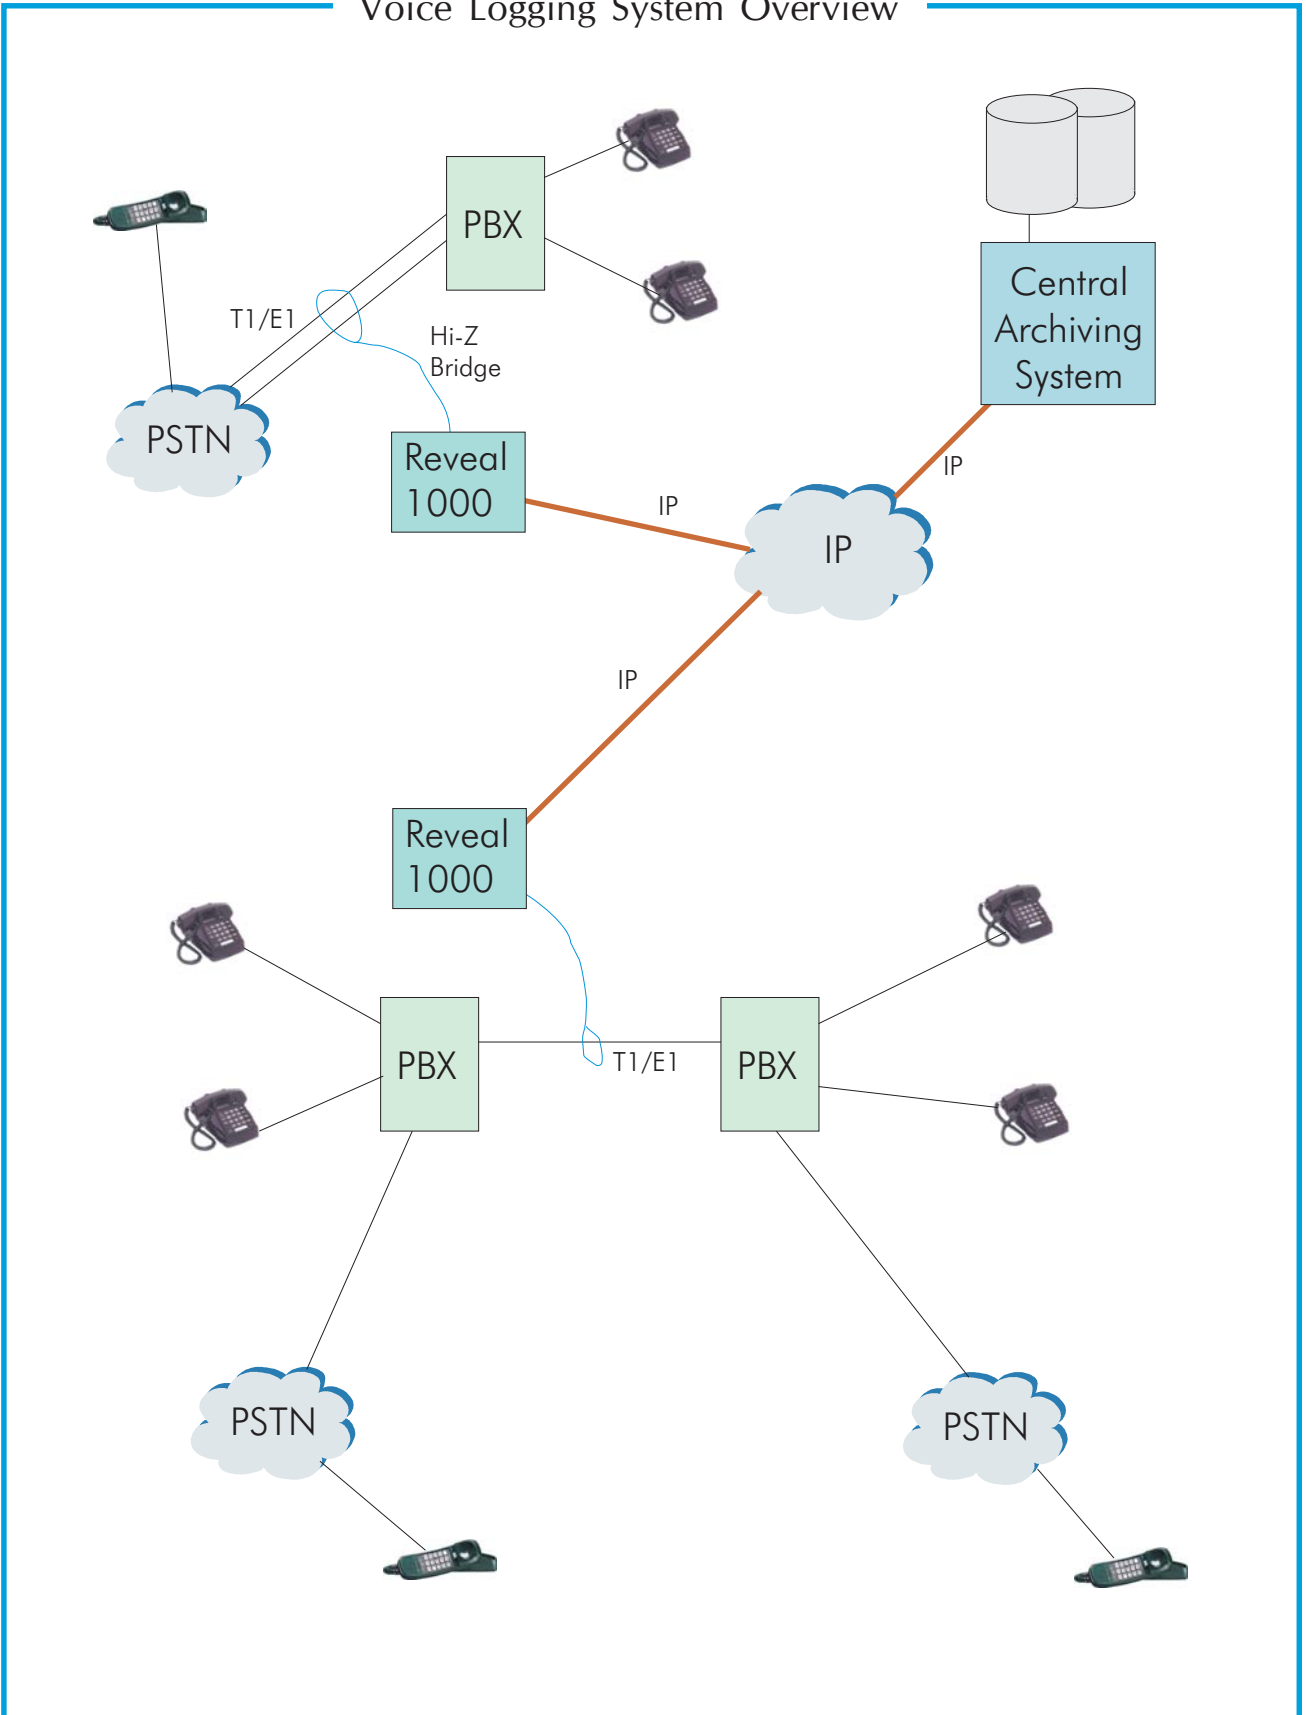 Voice Logging System Overview
PBX
Central
Archiving
System
T1/E1
Hi-Z
Bridge
PSTN
Reveal
1000
IP
IP
IP
IP
Reveal
1000
PBX
T1/E1
PBX
PSTN
PSTN